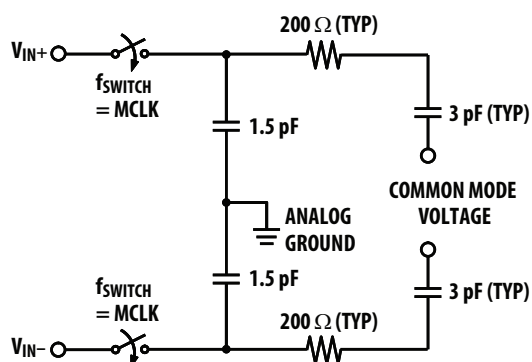 200 Ω (TYP)
VIN+
fSWITCH
= MCLK
3 pF (TYP)
1.5 pF
COMMON MODE
VOLTAGE
ANALOG
GROUND
1.5 pF
fSWITCH
= MCLK
3 pF (TYP)
200 Ω (TYP)
VIN−